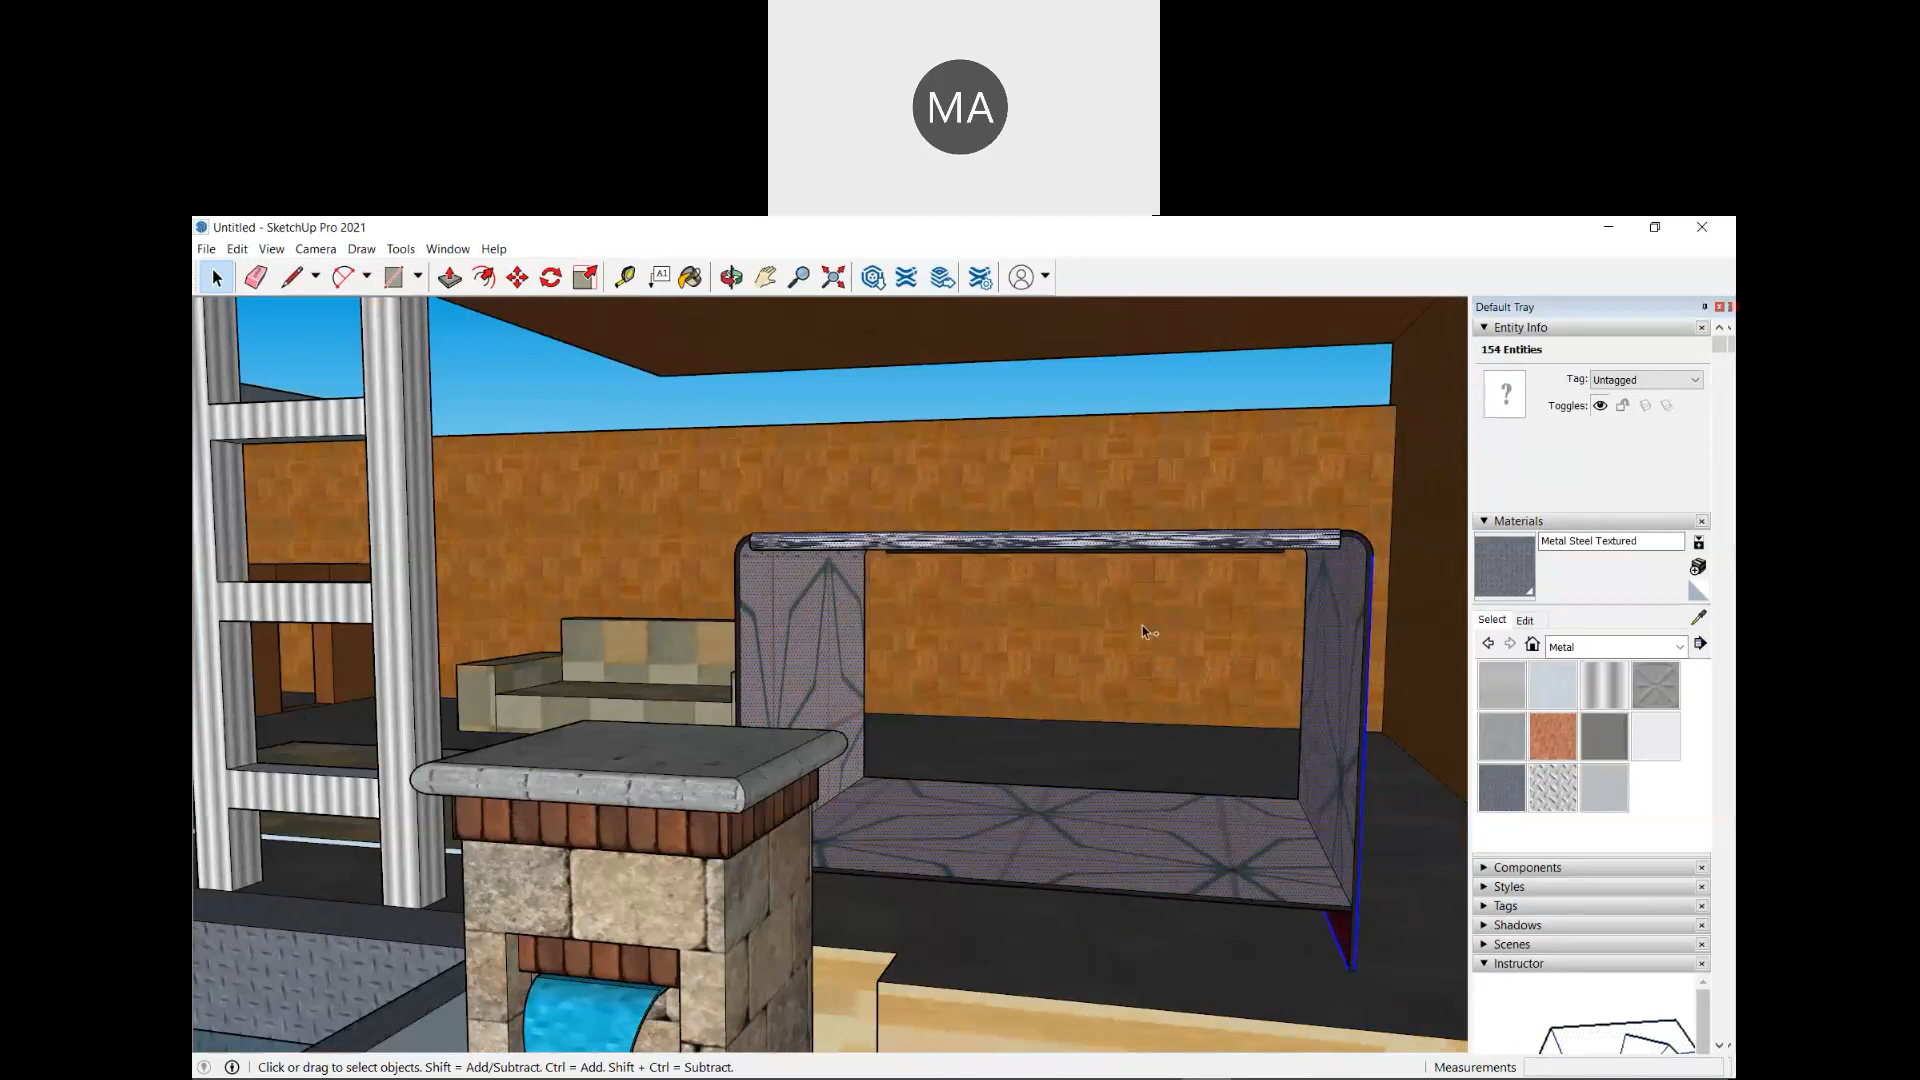 MA
Untitled - SketchUp Pro 2021
File Edit View Camera Draw Tools Window Help
A1
Default Tray
Entity Info
154 Entities
Tag: Untagged
?
Toggles:
Materials
Metal Steel Textured
Select Edit
Metal
Components
Styles
Tags
Shadows
Scenes
Instructor
Click or drag to select objects. Shift = Add/Subtract. Ctrl = Add. Shift + Ctrl = Subtract.
Measurements